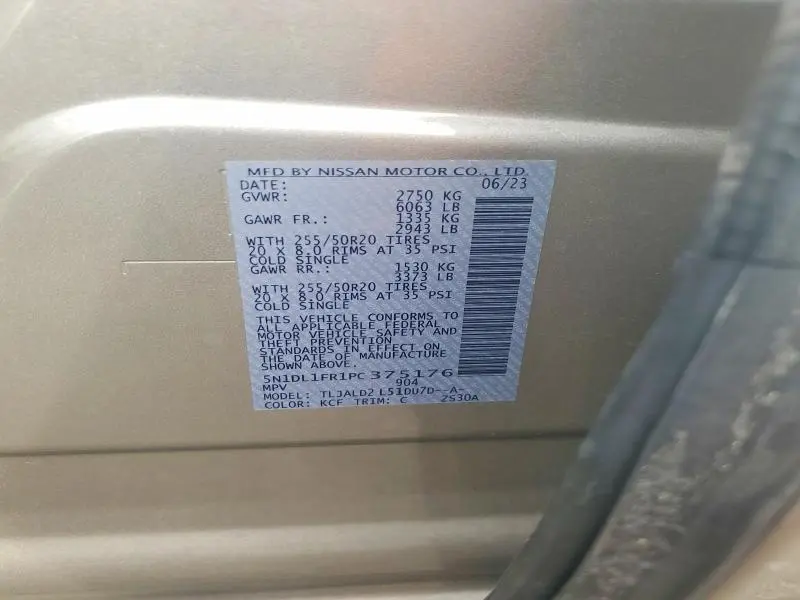 MFD BY NISSAN MOTOR CO., LTD.
DATE: 06/23
GVWR: 2750 KG
6063 LB
GAWR FR.: 1335 KG
2943 LB
WITH 255/50R20 TIRES
20 X 8.0 RIMS AT 35 PSI
COLD SINGLE
GAWR RR.: 1530 KG
3373 LB
WITH 255/50R20 TIRES
20 X 8.0 RIMS AT 35 PSI
COLD SINGLE
THIS VEHICLE CONFORMS TO
ALL APPLICABLE FEDERAL
MOTOR VEHICLE SAFETY AND
THEFT PREVENTION
STANDARDS IN EFFECT ON
THE DATE OF MANUFACTURE
SHOWN ABOVE.
5N1DL1FR1PC375176
MPV 904
MODEL: TLJALD2 L51DU7D--A-
COLOR: KCF TRIM: C ZS30A